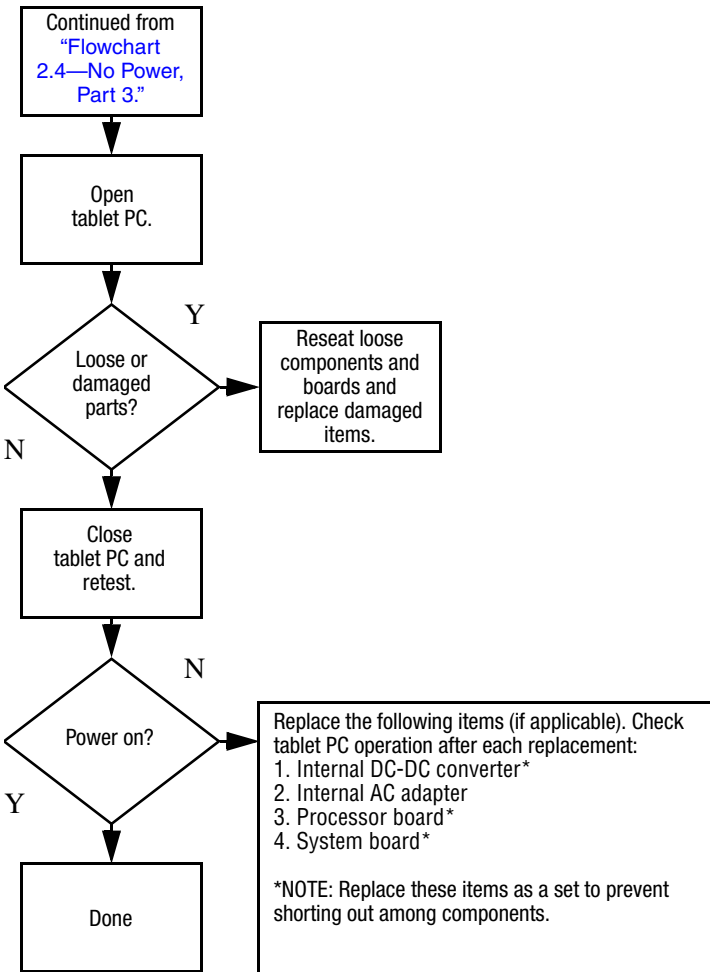 Continued from
“Flowchart
2.4—No Power,
Part 3.”
Open
tablet PC.
Y
Loose or
damaged
parts?
Reseat loose
components and
boards and
replace damaged
items.
N
Close
tablet PC and
retest.
N
Power on?
Replace the following items (if applicable). Check
tablet PC operation after each replacement:
1. Internal DC-DC converter*
2. Internal AC adapter
3. Processor board*
4. System board*
*NOTE: Replace these items as a set to prevent
shorting out among components.
Y
Done